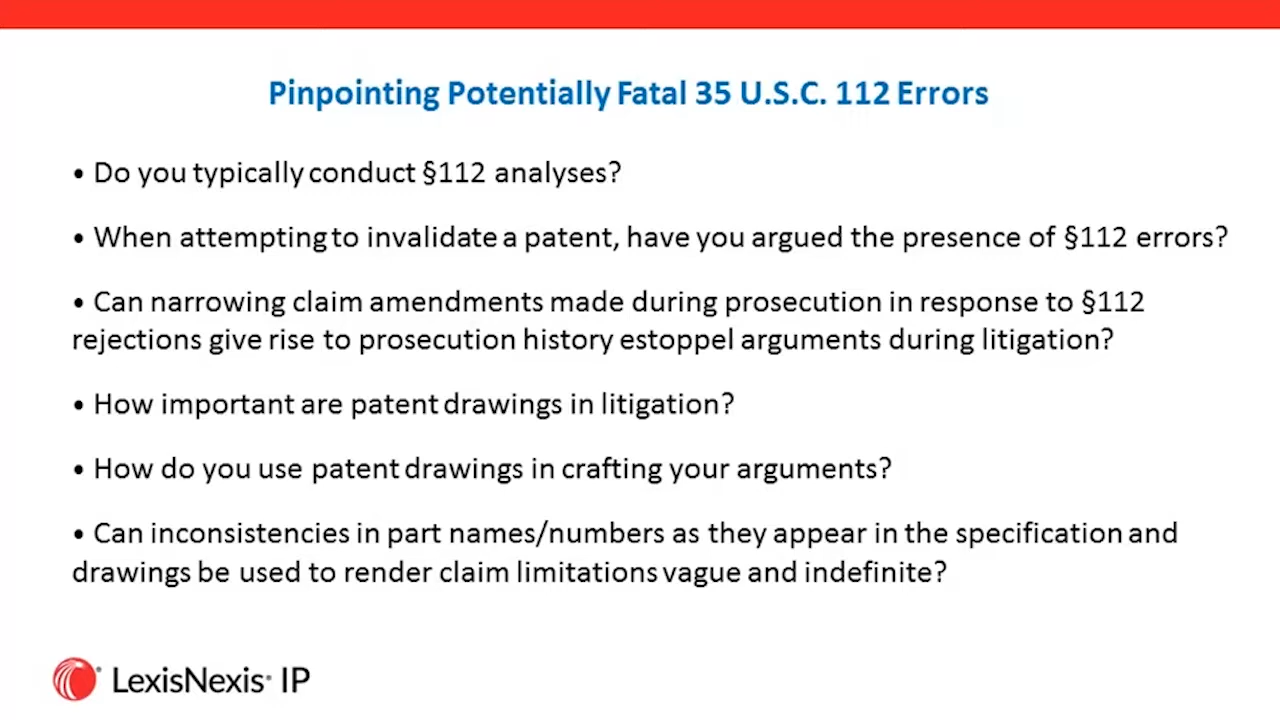 Pinpointing Potentially Fatal 35 U.S.C. 112 Errors
• Do you typically conduct §112 analyses?
• When attempting to invalidate a patent, have you argued the presence of §112 errors?
• Can narrowing claim amendments made during prosecution in response to §112
rejections give rise to prosecution history estoppel arguments during litigation?
• How important are patent drawings in litigation?
• How do you use patent drawings in crafting your arguments?
• Can inconsistencies in part names/numbers as they appear in the specification and
drawings be used to render claim limitations vague and indefinite?
LexisNexis® IP